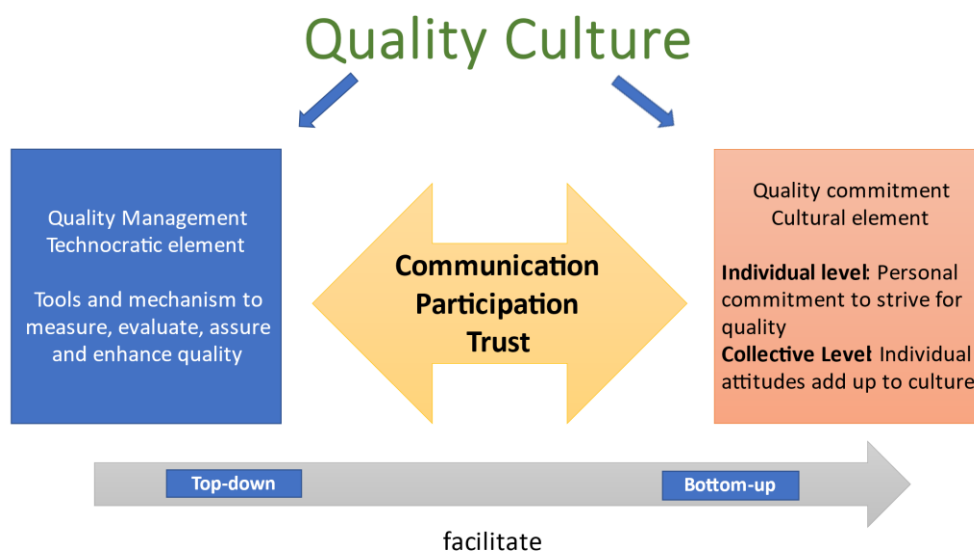 Quality Culture
Quality Management
Technocratic element
Tools and mechanism to
measure, evaluate, assure
and enhance quality
Communication
Participation
Trust
Quality commitment
Cultural element
Individual level: Personal
commitment to strive for
quality
Collective Level: Individual
attitudes add up to culture
Top-down
Bottom-up
facilitate